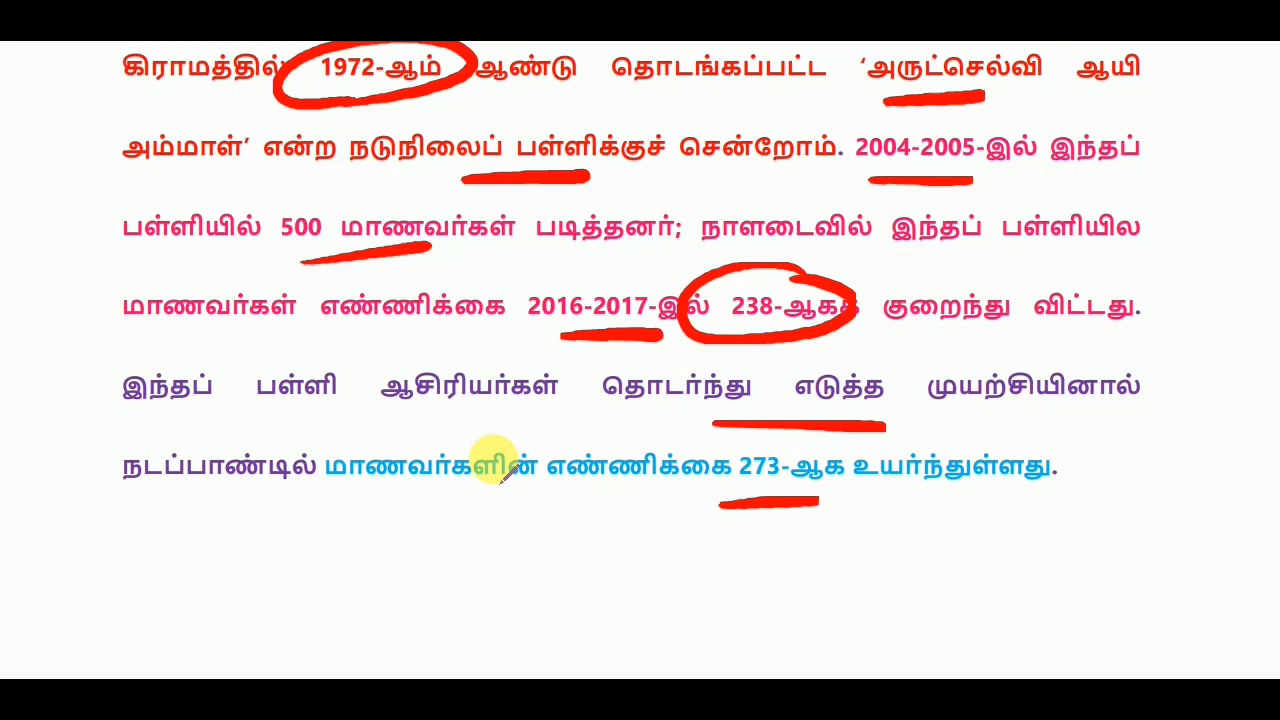 கிராமத்தில் 1972-ஆம் ஆண்டு தொடங்கப்பட்ட ‘அருட்செல்வி ஆயி
அம்மாள்’ என்ற நடுநிலைப் பள்ளிக்குச் சென்றோம். 2004-2005-இல் இந்தப்
பள்ளியில் 500 மாணவர்கள் படித்தனர்; நாளடைவில் இந்தப் பள்ளியில
மாணவர்கள் எண்ணிக்கை 2016-2017-இல் 238-ஆகக் குறைந்து விட்டது.
இந்தப் பள்ளி ஆசிரியர்கள் தொடர்ந்து எடுத்த முயற்சியினால்
நடப்பாண்டில் மாணவர்களின் எண்ணிக்கை 273-ஆக உயர்ந்துள்ளது.